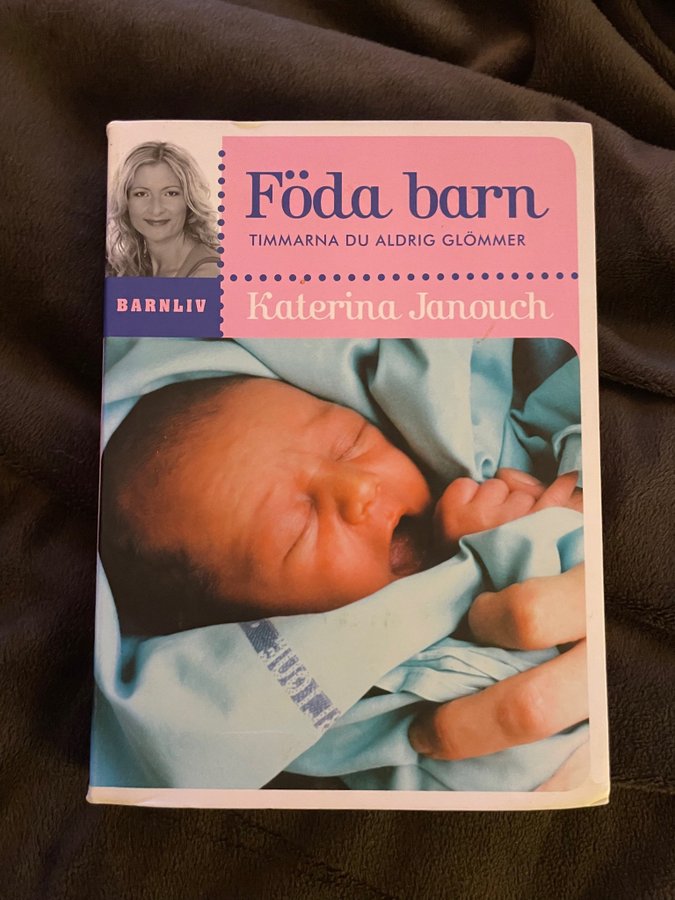 Föda barn
TIMMARNA DU ALDRIG GLÖMMER
BARNLIV
Katerina Janouch